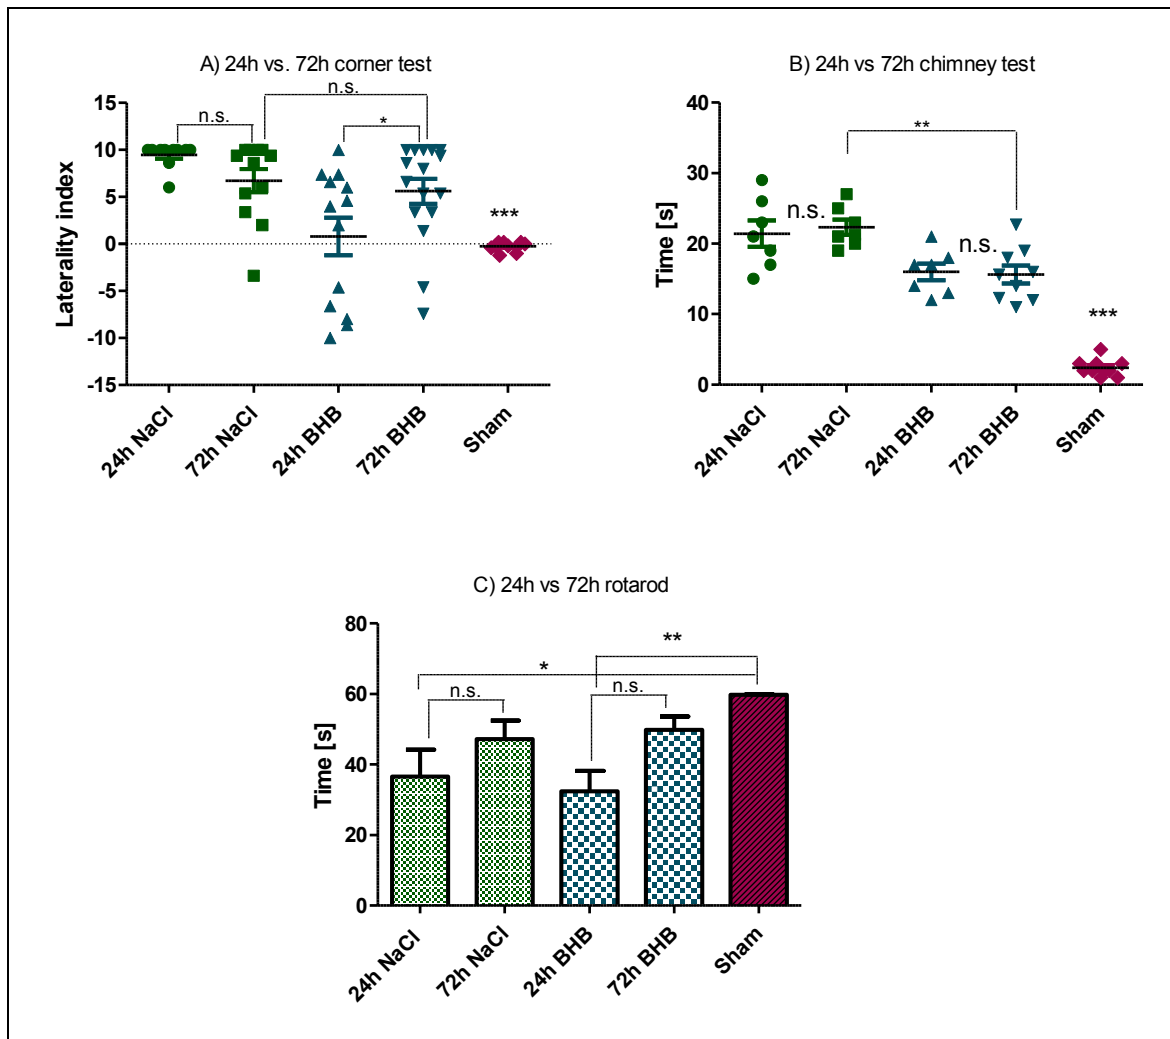 A) 24h vs. 72h corner test
n.s.
n.s.
*
***
Laterality index
15
10
5
0
-5
-10
-15
24h NaCl
72h NaCl
24h BHB
72h BHB
Sham
B) 24h vs 72h chimney test
**
n.s.
n.s.
***
Time [s]
40
30
20
10
0
24h NaCl
72h NaCl
24h BHB
72h BHB
Sham
C) 24h vs 72h rotarod
**
*
n.s.
n.s.
Time [s]
80
60
40
20
0
24h NaCl
72h NaCl
24h BHB
72h BHB
Sham